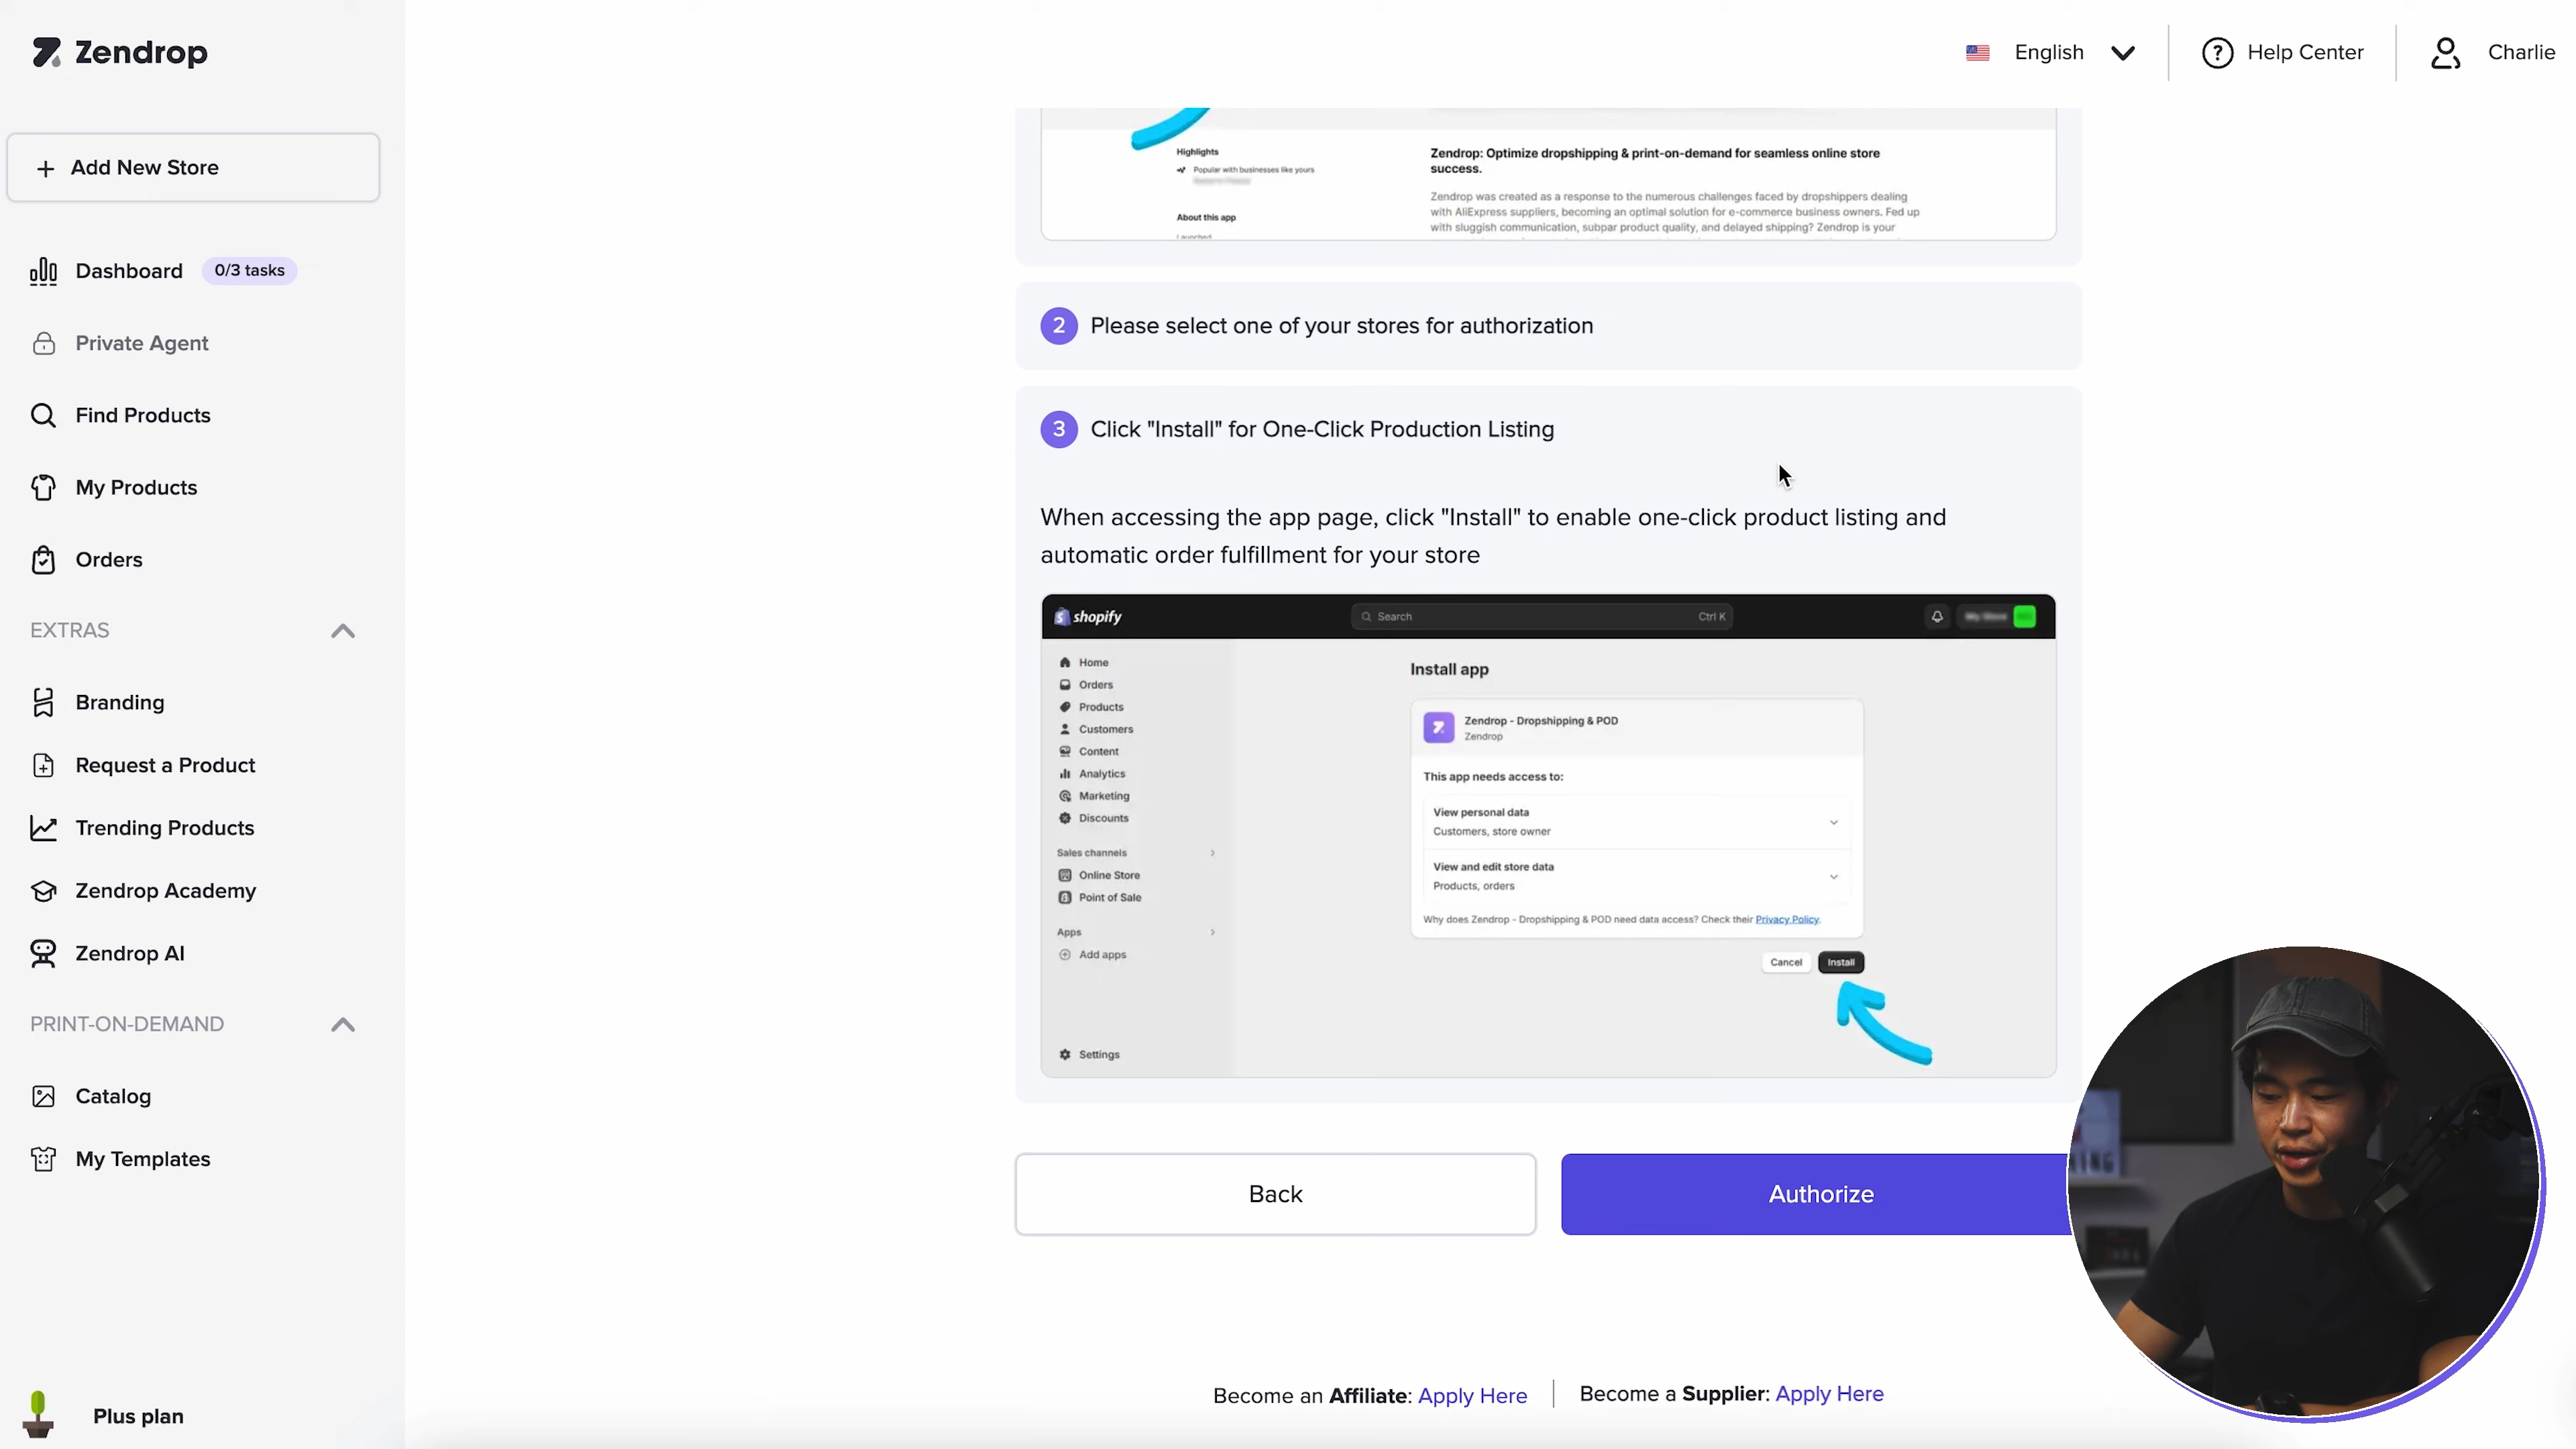 Zendrop
English
Help Center
Charlie
Add New Store
Dashboard
0/3 tasks
Private Agent
Find Products
My Products
Orders
EXTRAS
Branding
Request a Product
Trending Products
Zendrop Academy
Zendrop AI
PRINT-ON-DEMAND
Catalog
My Templates
Plus plan
Highlights
Popular with businesses like yours
About this app
Launched
Zendrop: Optimize dropshipping & print-on-demand for seamless online store
success.
Zendrop was created as a response to the numerous challenges faced by dropshippers dealing
with AliExpress suppliers, becoming an optimal solution for e-commerce business owners. Fed up
with sluggish communication, subpar product quality, and delayed shipping? Zendrop is your
2 Please select one of your stores for authorization
3 Click "Install" for One-Click Production Listing
When accessing the app page, click "Install" to enable one-click product listing and
automatic order fulfillment for your store
shopify
Search
Ctrl K
My Store
Home
Orders
Products
Customers
Content
Analytics
Marketing
Discounts
Sales channels
Online Store
Point of Sale
Apps
Add apps
Settings
Install app
Zendrop - Dropshipping & POD
Zendrop
This app needs access to:
View personal data
Customers, store owner
View and edit store data
Products, orders
Why does Zendrop - Dropshipping & POD need data access? Check their Privacy Policy.
Cancel
Install
Back
Authorize
Become an Affiliate: Apply Here
Become a Supplier: Apply Here